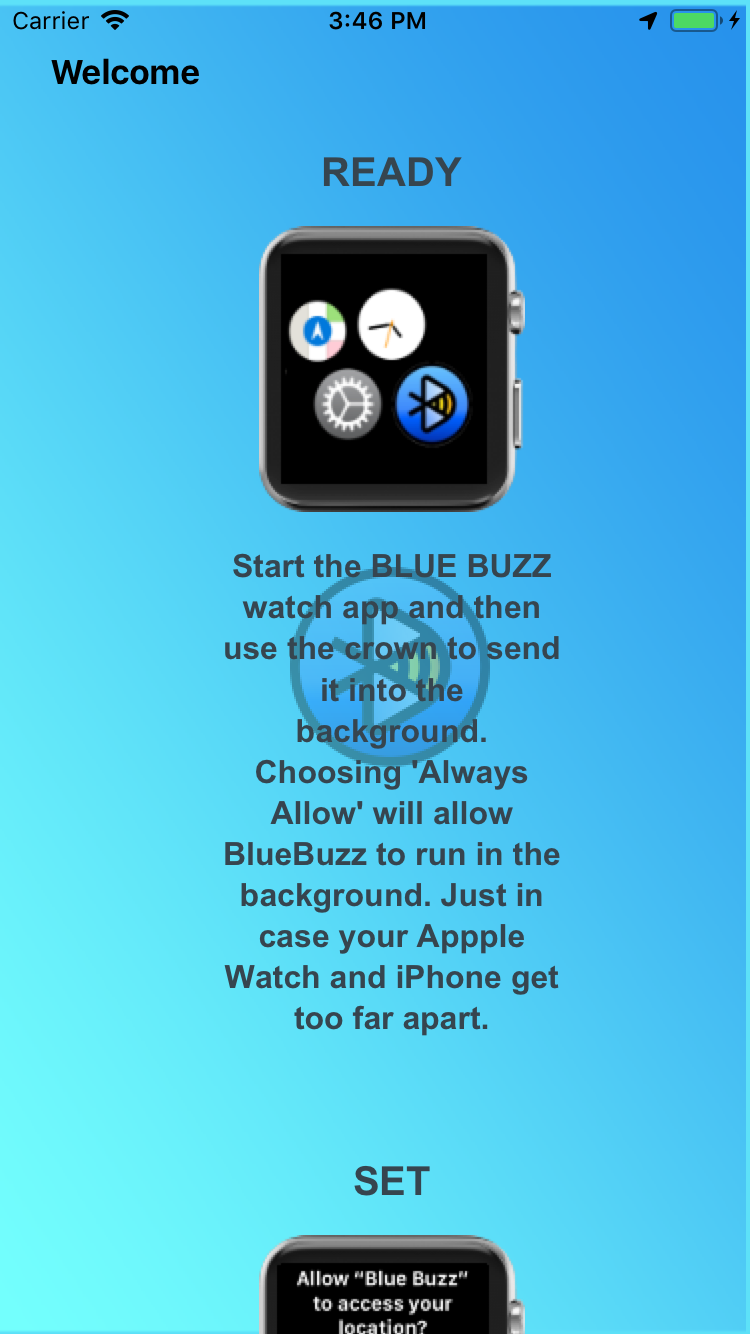 Carrier 3:46 PM
Welcome
READY
Start the BLUE BUZZ
watch app and then
use the crown to send
it into the
background.
Choosing 'Always
Allow' will allow
BlueBuzz to run in the
background. Just in
case your Appple
Watch and iPhone get
too far apart.
SET
Allow “Blue Buzz”
to access your
location?